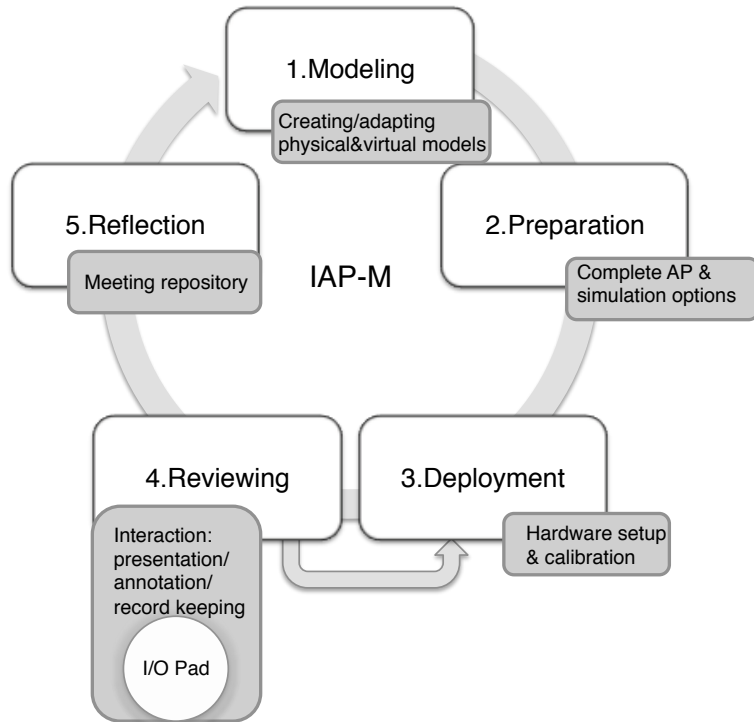 1.Modeling
Creating/adapting
physical&virtual models
2.Preparation
Complete AP &
simulation options
3.Deployment
Hardware setup
& calibration
4.Reviewing
Interaction:
presentation/
annotation/
record keeping
I/O Pad
5.Reflection
Meeting repository
IAP-M